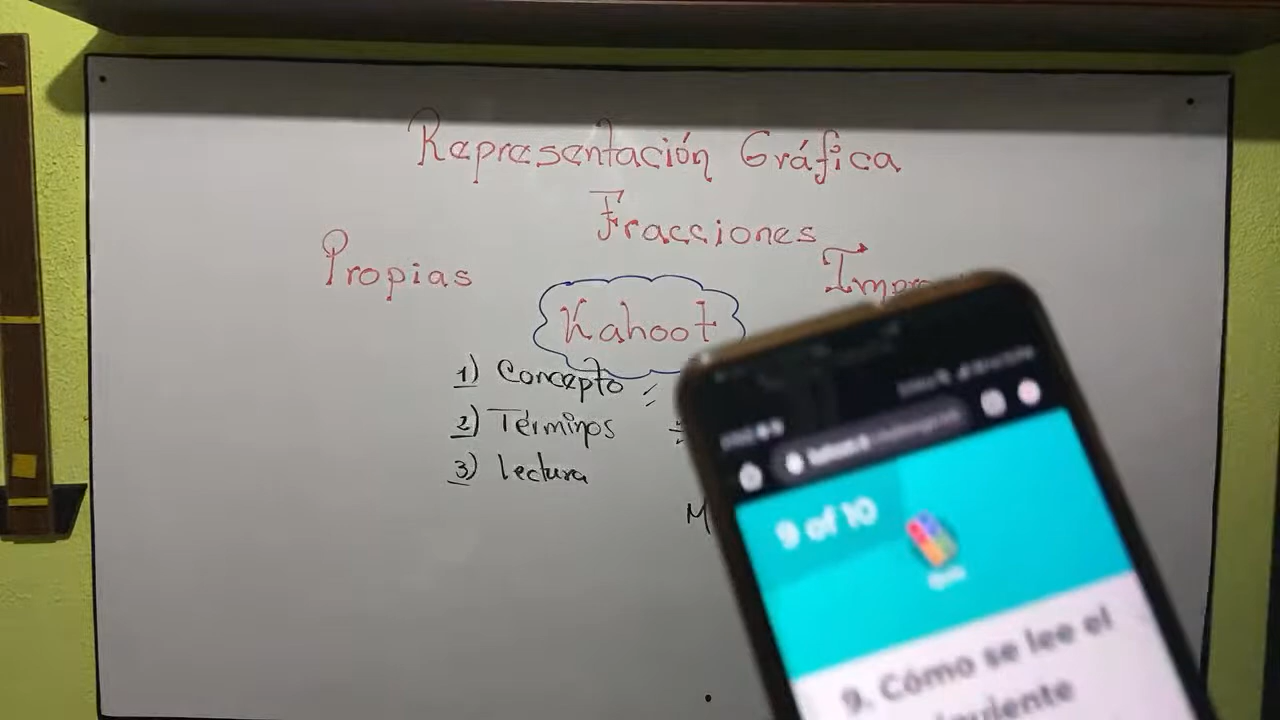 Representación Gráfica
Fracciones
Propias
Kahoot
1) Concepto
2) Términos
3) lectura
M
9 of 10
Quiz
9. Cómo se lee el